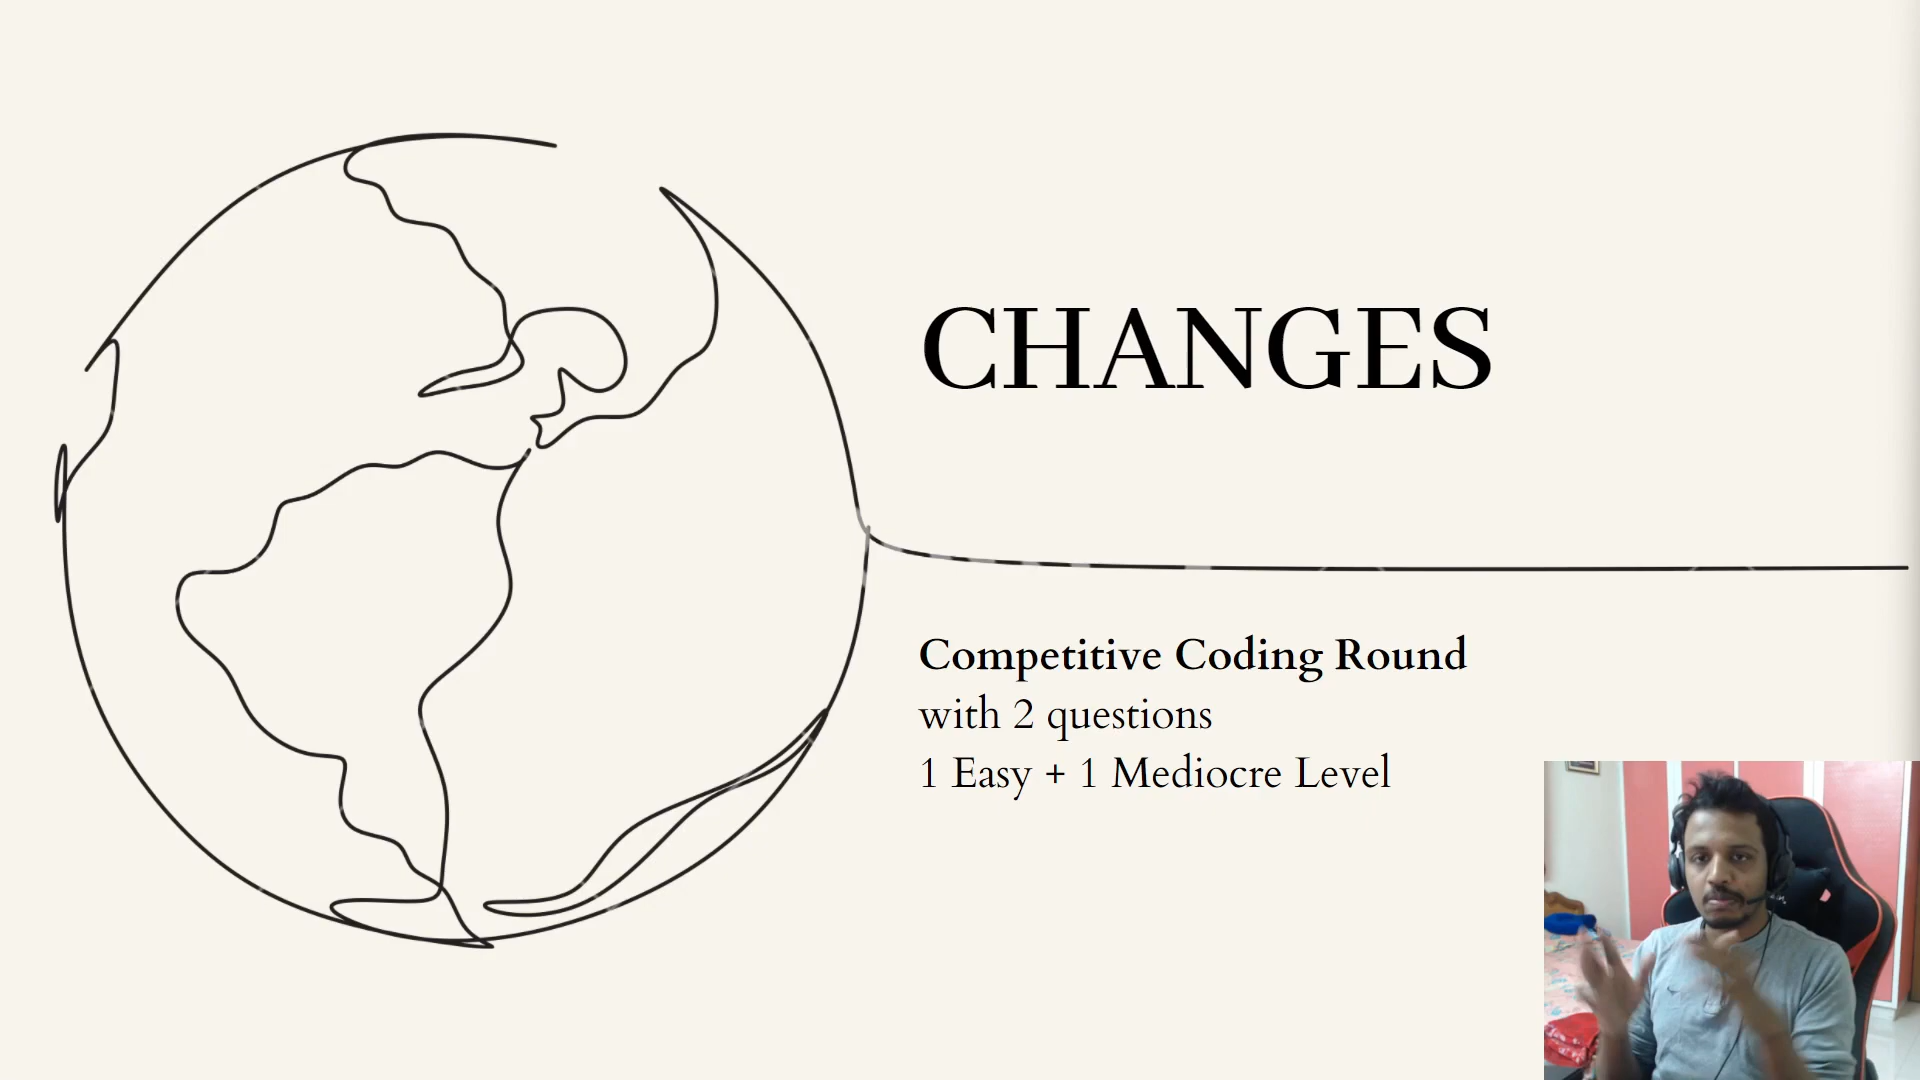 CHANGES
Competitive Coding Round
with 2 questions
1 Easy + 1 Mediocre Level